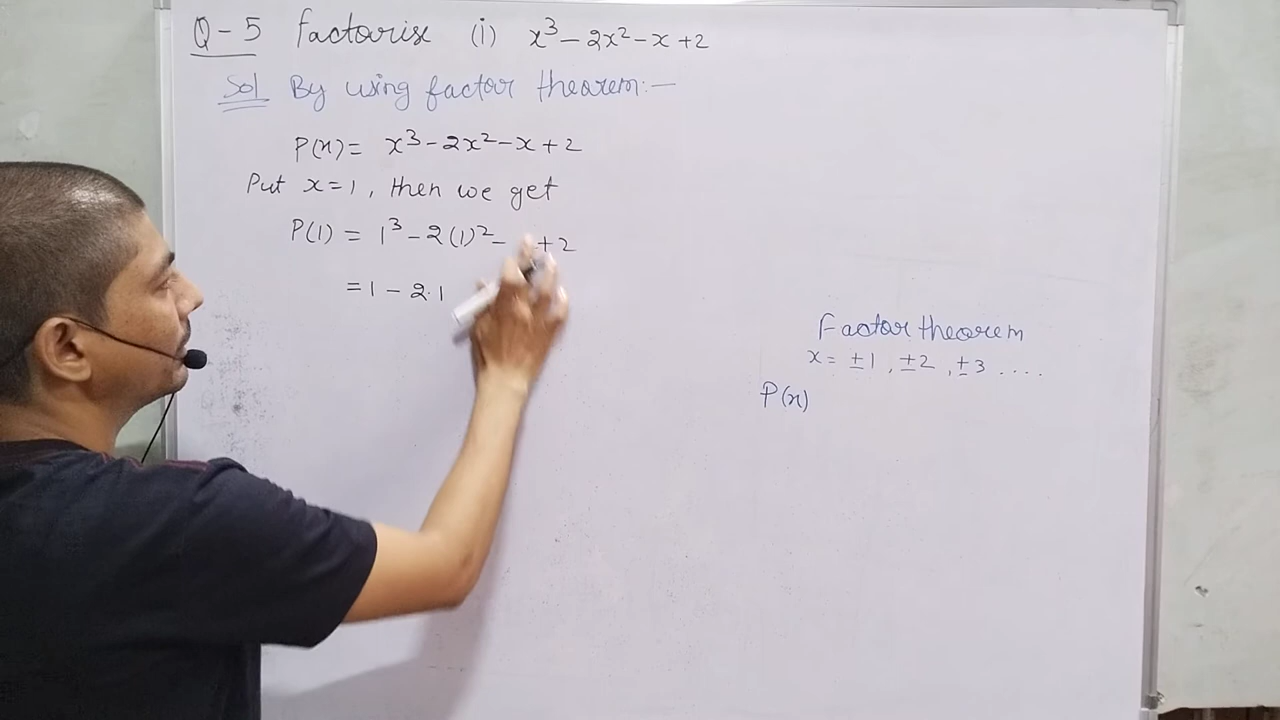 Q-5 Factorise (i) x³-2x²-x+2
Sol By using factor theorem:-
P(x)= x³-2x²-x+2
Put x=1, then we get
P(1) = 1³-2(1)²- +2
=1-2.1
Factor theorem
x= ±1, ±2, ±3 ....
P(x)